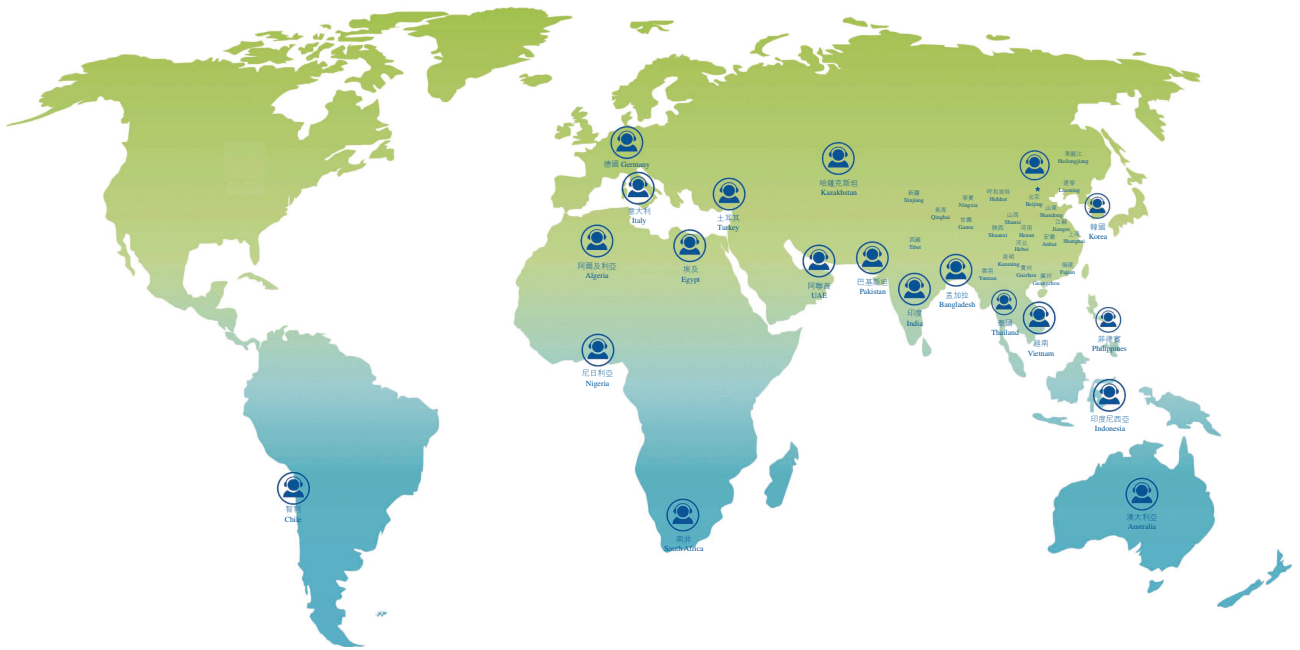 德國 Germany
意大利
Italy
土耳其
Turkey
哈薩克斯坦
Kazakhstan
黑龍江
Heilongjiang
遼寧
Liaoning
北京
Beijing
呼和浩特
Hohhot
新疆
Xinjiang
寧夏
Ningxia
青海
Qinghai
甘肅
Gansu
山西
Shanxi
山東
Shandong
韓國
Korea
陝西
Shaanxi
河南
Henan
江蘇
Jiangsu
上海
Shanghai
安徽
Anhui
河北
Hebei
西藏
Tibet
昆明
Kunming
雲南
Yunnan
Guizhou
福建
Fujian
廣州
Guangzhou
阿爾及利亞
Algeria
埃及
Egypt
阿聯酋
UAE
巴基斯坦
Pakistan
印度
India
孟加拉
Bangladesh
泰國
Thailand
越南
Vietnam
菲律賓
Philippines
尼日利亞
Nigeria
印度尼西亞
Indonesia
智利
Chile
南非
South Africa
澳大利亞
Australia